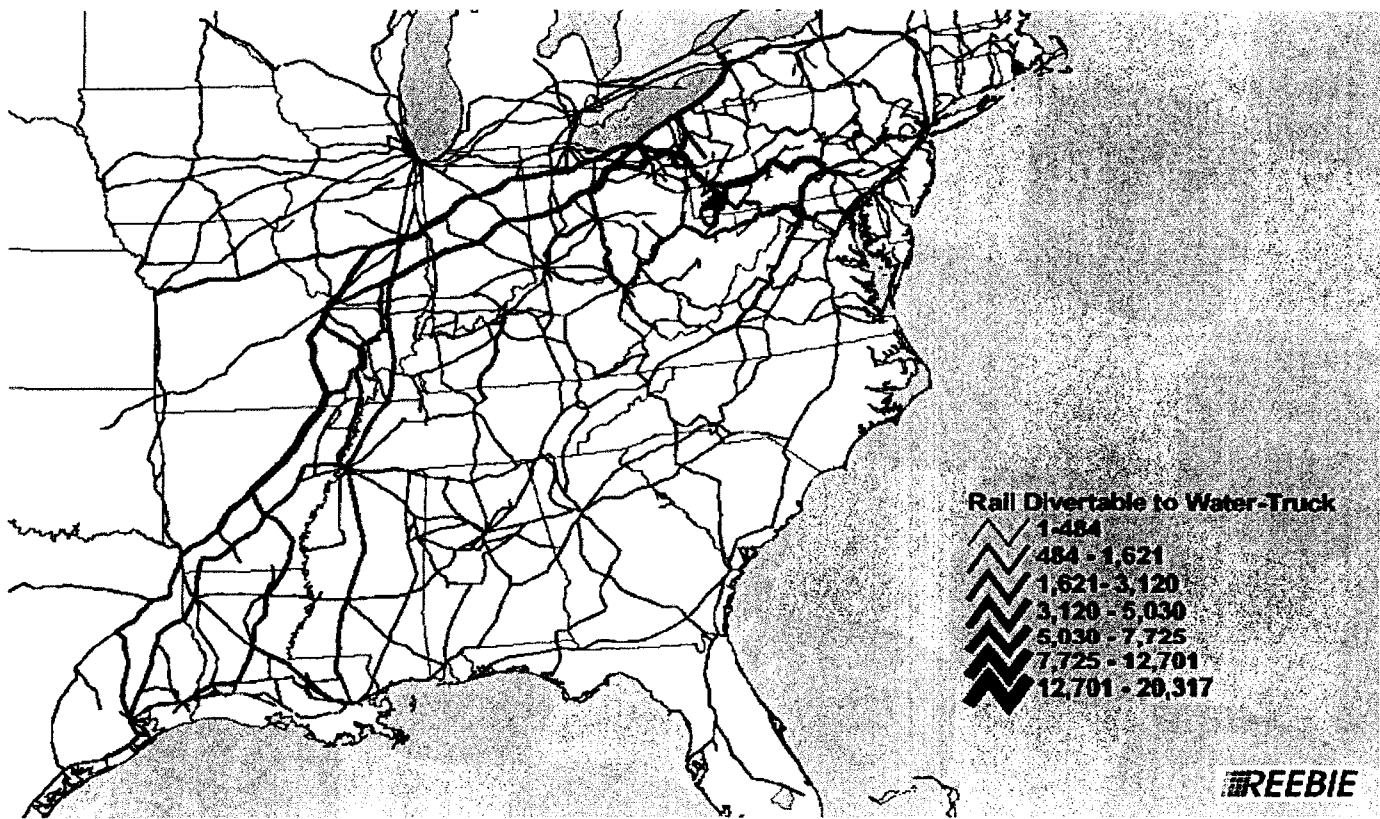 Rail Divertable to Water-Truck
1-484
484 - 1,621
1,621- 3,120
3,120 - 5,030
5,030 - 7,725
7,725 - 12,701
12,701 - 20,317
REEBIE